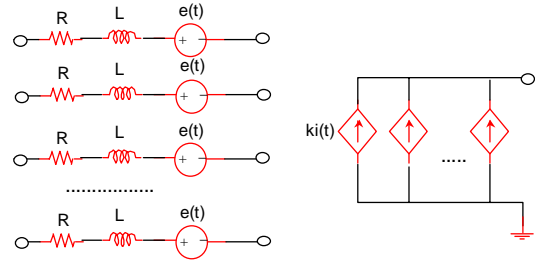 R L e(t)
+ −
R L e(t)
+ −
R L e(t)
+ −
..................
R L e(t)
+ −
ki(t)
.....